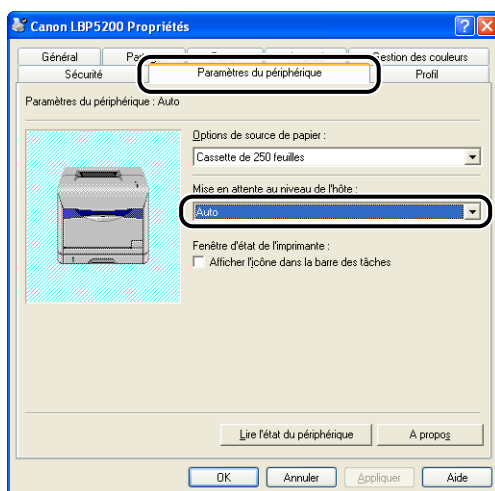 Canon LBP5200 Propriétés
Général Gestion des couleurs
Sécurité Paramètres du périphérique Profil
Paramètres du périphérique : Auto
Options de source de papier :
Cassette de 250 feuilles
Mise en attente au niveau de l'hôte :
Auto
Fenêtre d'état de l'imprimante :
Afficher l'icône dans la barre des tâches
Lire l'état du périphérique A propos
OK Annuler Appliquer Aide